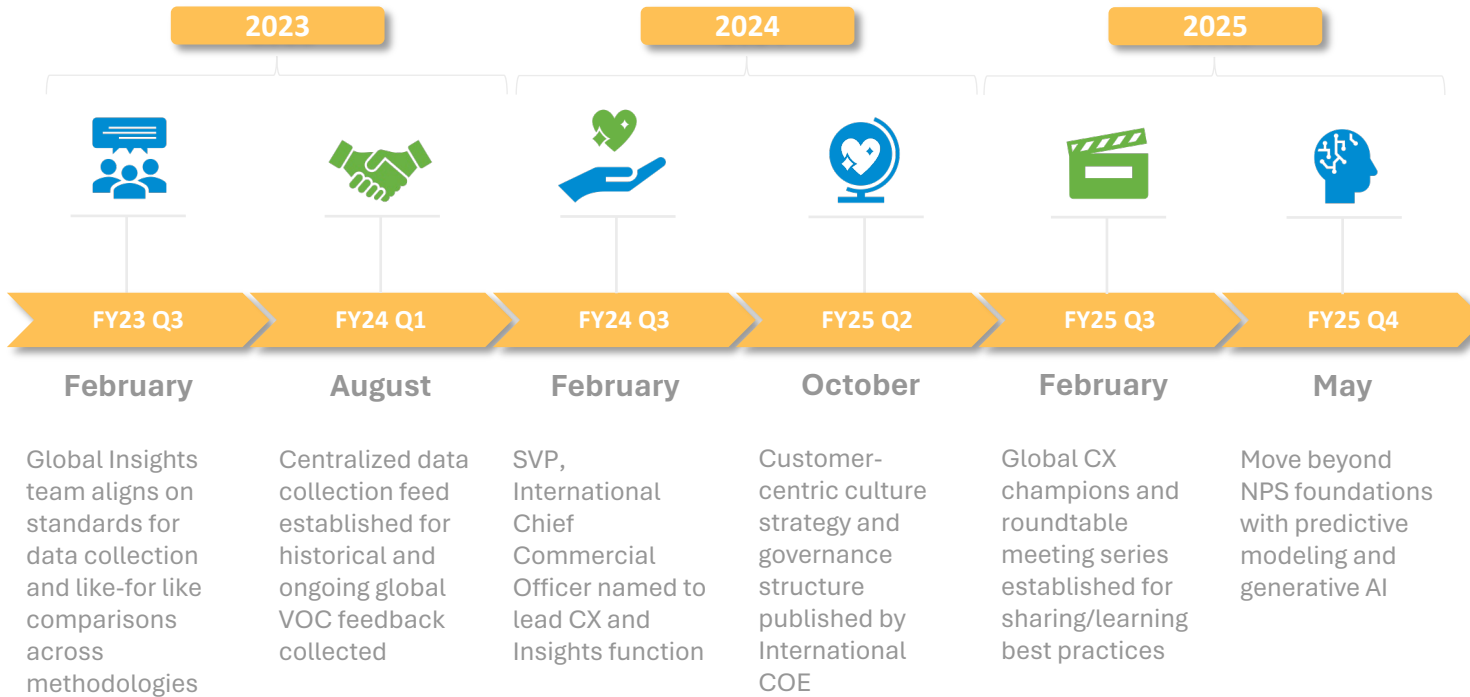 2023
2024
2025
FY23 Q3
FY24 Q1
FY24 Q3
FY25 Q2
FY25 Q3
FY25 Q4
February
August
February
October
February
May
Global Insights
team aligns on
standards for
data collection
and like-for like
comparisons
across
methodologies
Centralized data
collection feed
established for
historical and
ongoing global
VOC feedback
collected
SVP,
International
Chief
Commercial
Officer named to
lead CX and
Insights function
Customer-
centric culture
strategy and
governance
structure
published by
International
COE
Global CX
champions and
roundtable
meeting series
established for
sharing/learning
best practices
Move beyond
NPS foundations
with predictive
modeling and
generative AI